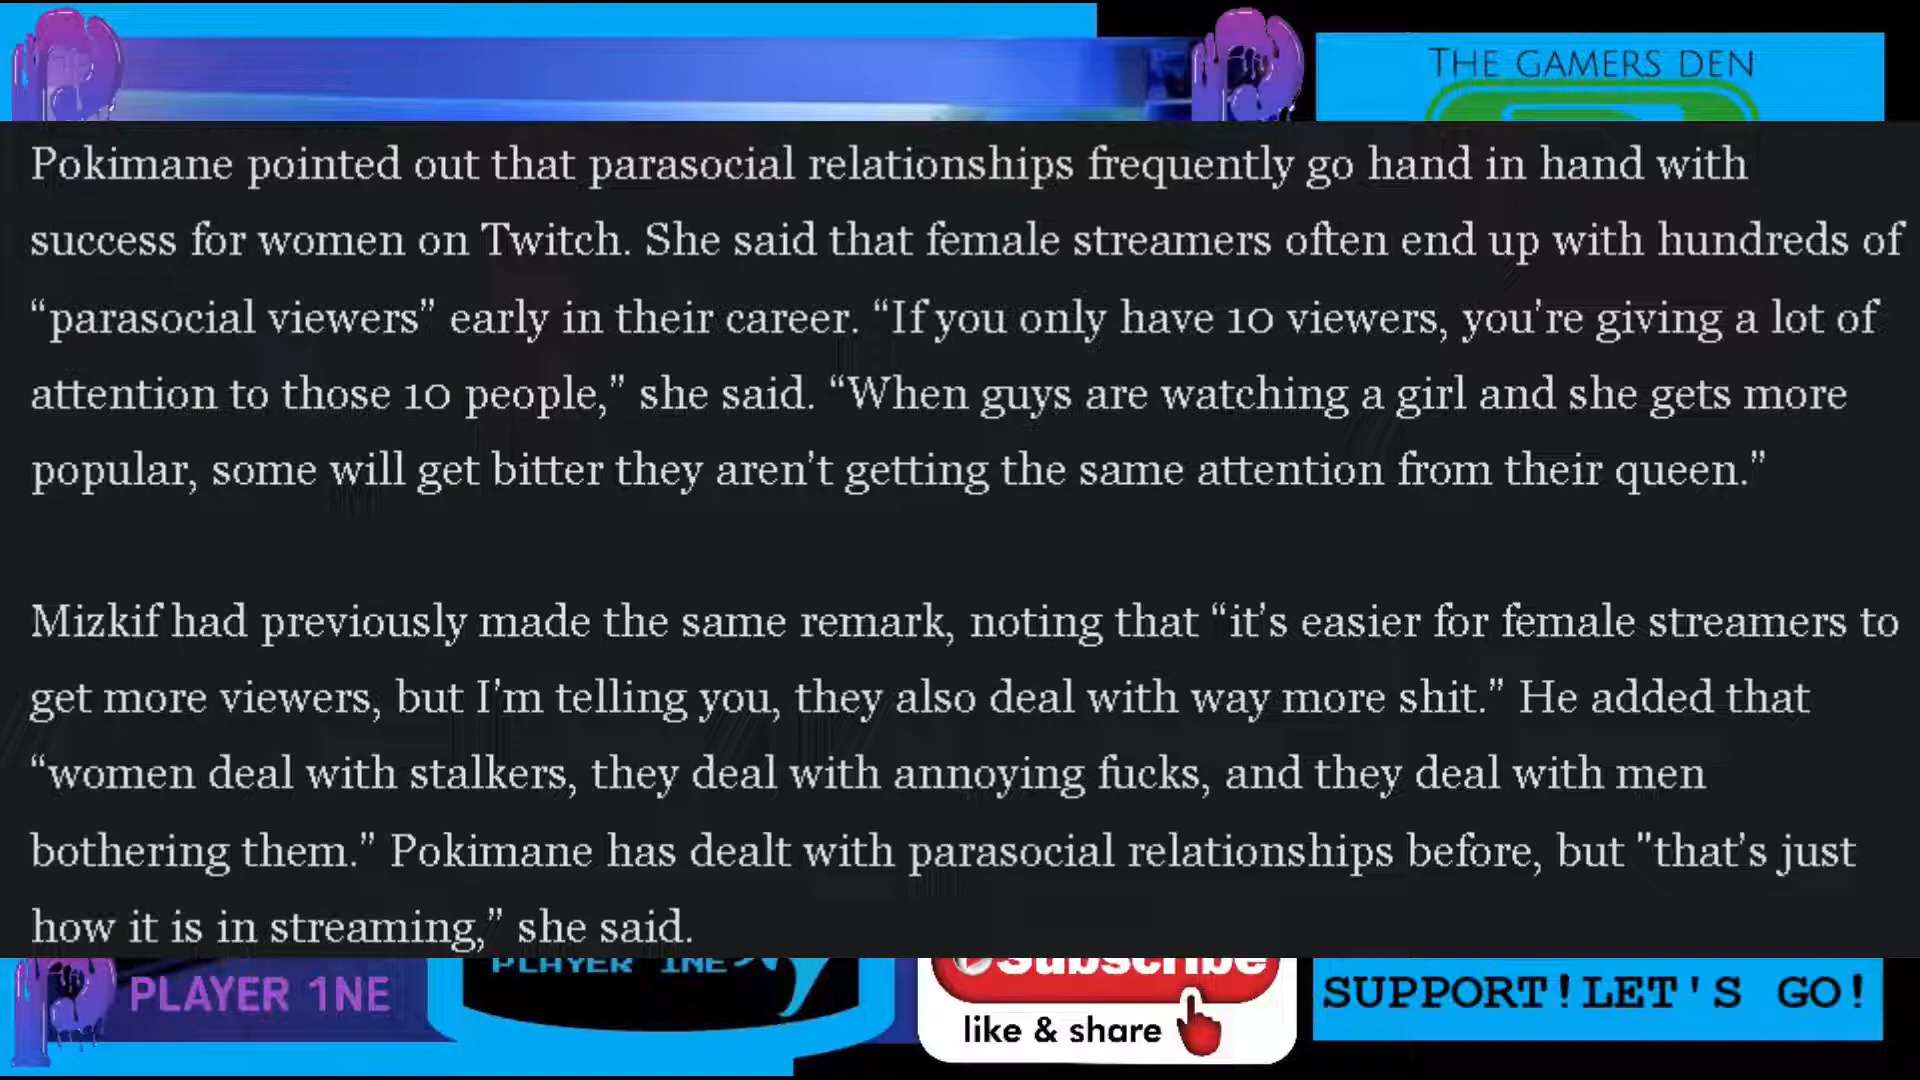 THE GAMERS DEN
Pokimane pointed out that parasocial relationships frequently go hand in hand with
success for women on Twitch. She said that female streamers often end up with hundreds of
“parasocial viewers” early in their career. “If you only have 10 viewers, you're giving a lot of
attention to those 10 people,” she said. “When guys are watching a girl and she gets more
popular, some will get bitter they aren't getting the same attention from their queen.”
Mizkif had previously made the same remark, noting that “it's easier for female streamers to
get more viewers, but I'm telling you, they also deal with way more shit.” He added that
“women deal with stalkers, they deal with annoying fucks, and they deal with men
bothering them.” Pokimane has dealt with parasocial relationships before, but "that's just
how it is in streaming,” she said.
PLAYER 1NE
PLAYER 1NE
Subscribe
like & share
SUPPORT!LET'S GO!